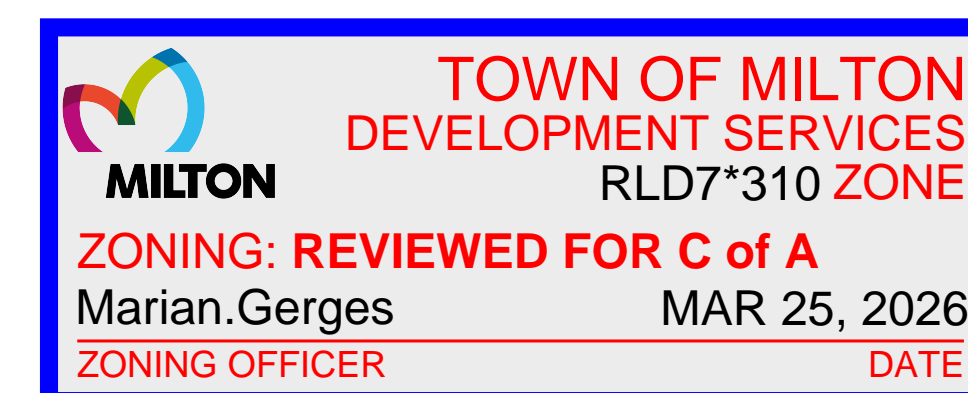 TOWN OF MILTON
DEVELOPMENT SERVICES
MILTON
RLD7*310 ZONE
ZONING: REVIEWED FOR C of A
Marian.Gerges MAR 25, 2026
ZONING OFFICER DATE